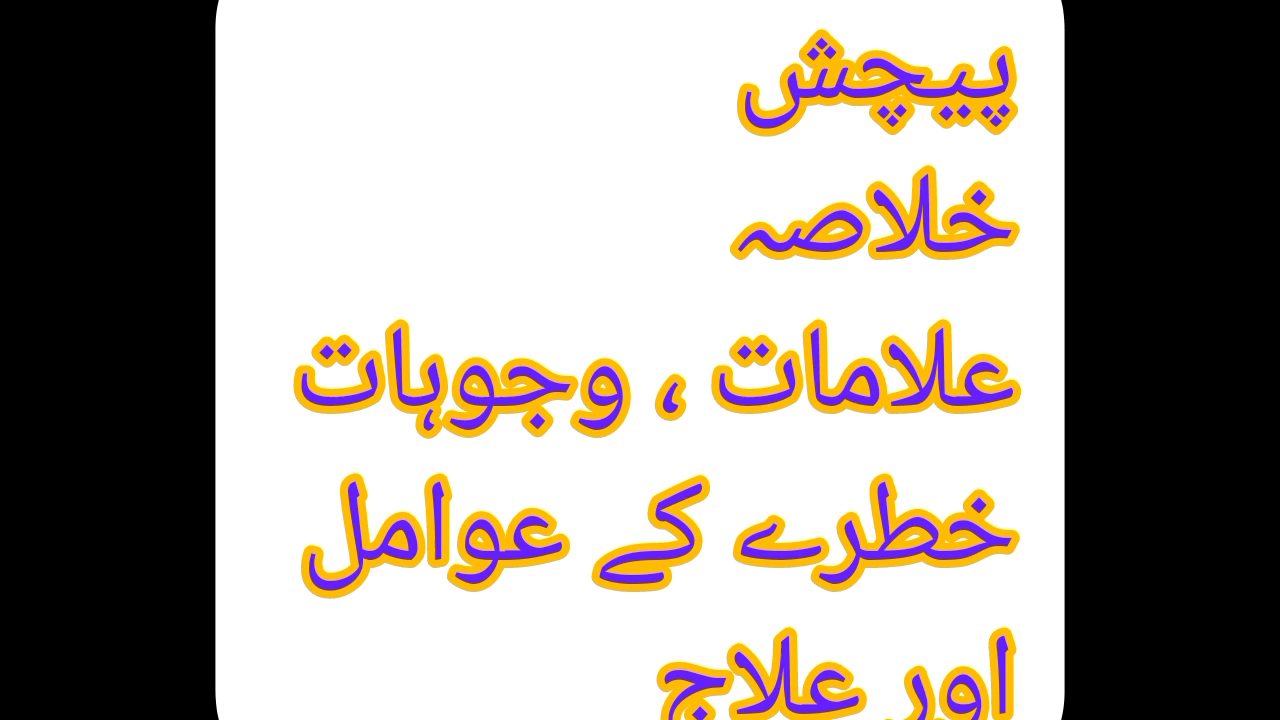 پیچش
خلاصہ
علامات ، وجوہات
خطرے کے عوامل
اور علاج